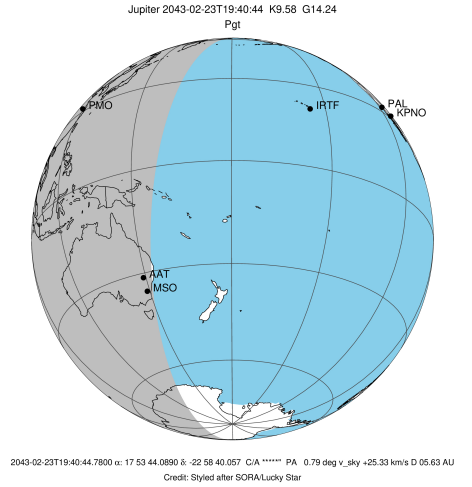 Jupiter 2043-02-23T19:40:44 K9.58 G14.24
Pgt
PMO
IRTF
PAL
KPNO
AAT
MSO
2043-02-23T19:40:44.7800 α: 17 53 44.0890 δ: -22 58 40.057 C/A *****" PA 0.79 deg v_sky +25.33 km/s D 05.63 AU
Credit: Styled after SORA/Lucky Star